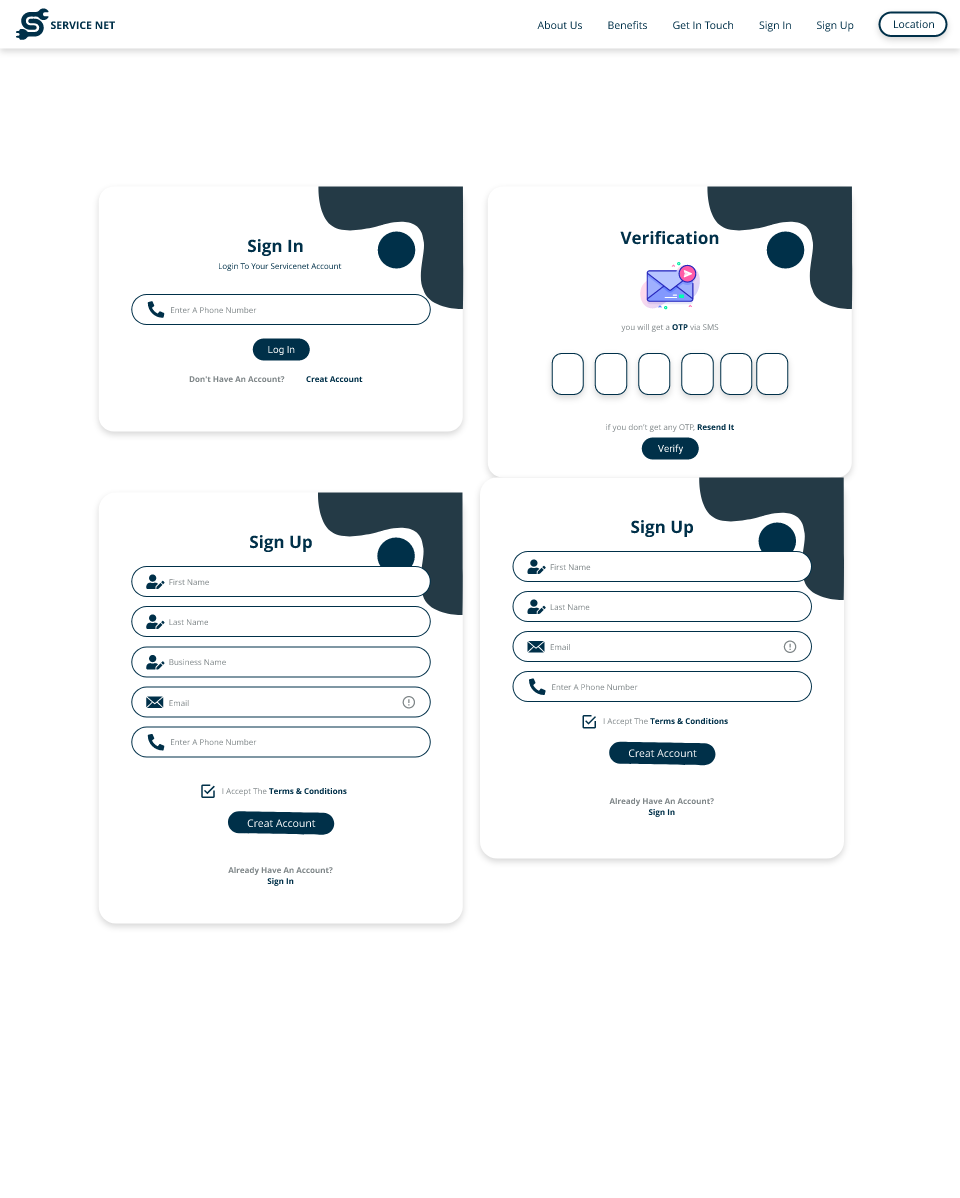 SERVICE NET
About Us
Benefits
Get In Touch
Sign In
Sign Up
Location
Sign In
Login To Your Servicenet Account
Enter A Phone Number
Log In
Don't Have An Account? Creat Account
Verification
you will get a OTP via SMS
if you don't get any OTP, Resend It
Verify
Sign Up
First Name
Last Name
Business Name
Email
Enter A Phone Number
I Accept The Terms & Conditions
Creat Account
Already Have An Account?
Sign In
Sign Up
First Name
Last Name
Email
Enter A Phone Number
I Accept The Terms & Conditions
Creat Account
Already Have An Account?
Sign In